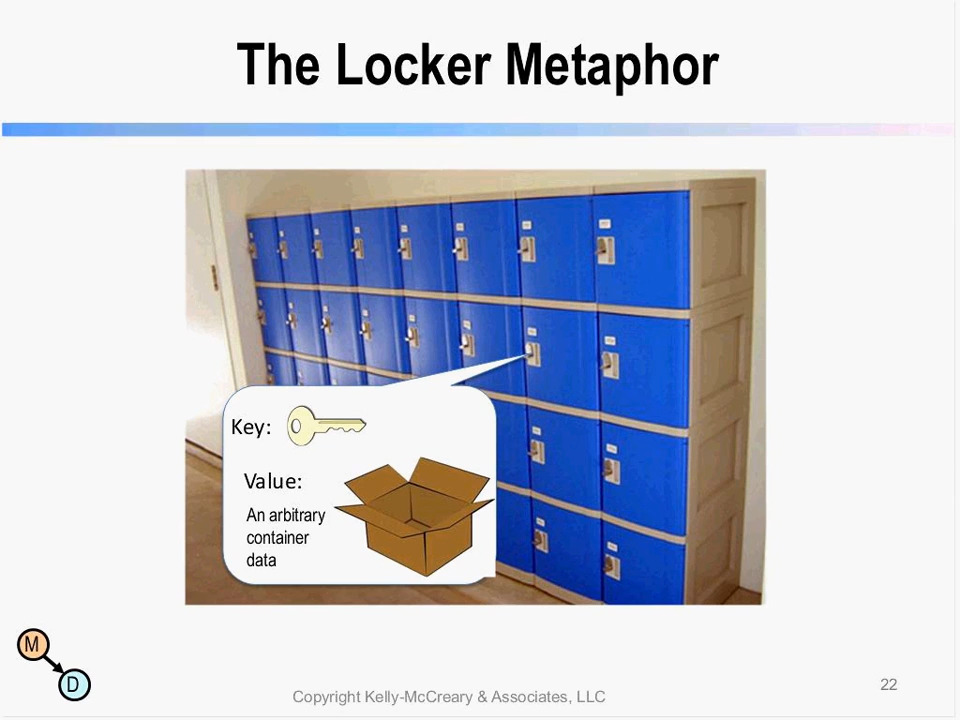 The Locker Metaphor
Key:
Value:
An arbitrary
container
data
M
D
Copyright Kelly-McCreary & Associates, LLC
22